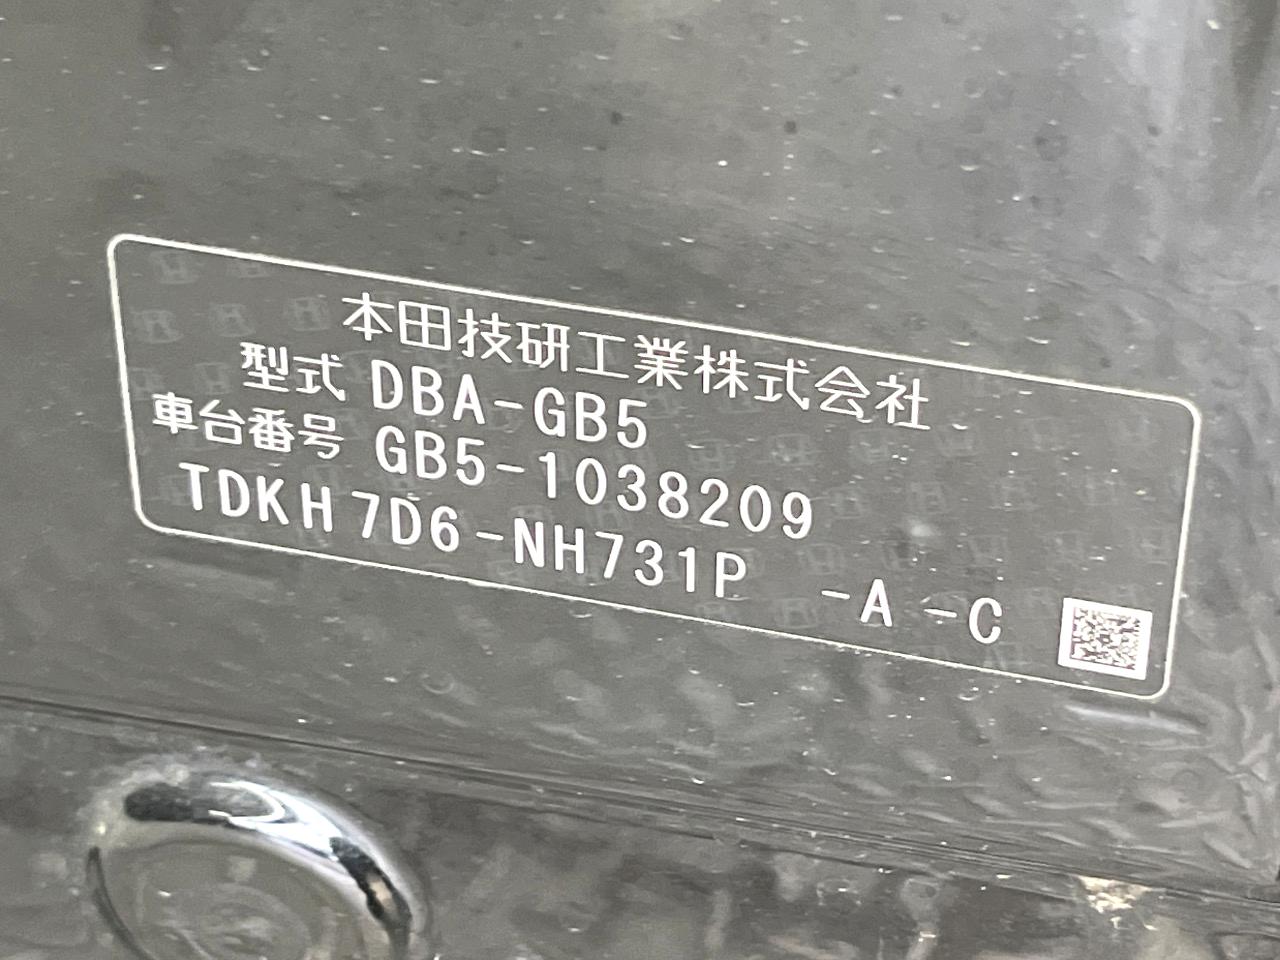 本田技研工業株式会社
型式 DBA-GB5
車台番号 GB5-1038209
TDKH7D6-NH731P -A -C